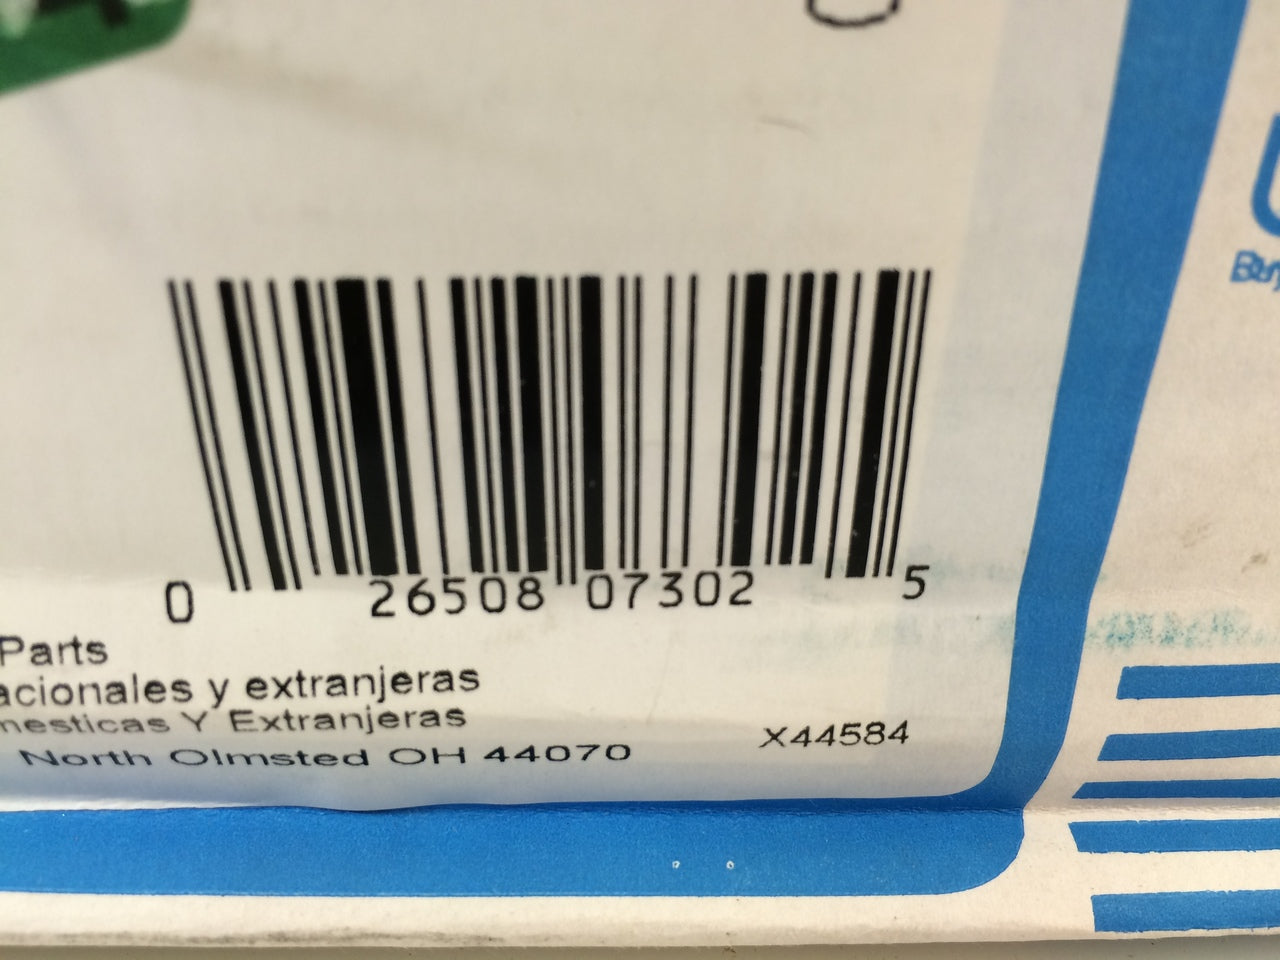 0 26508 07302 5
Parts
acionales y extranjeras
mesticas Y Extranjeras
North Olmsted OH 44070
X44584